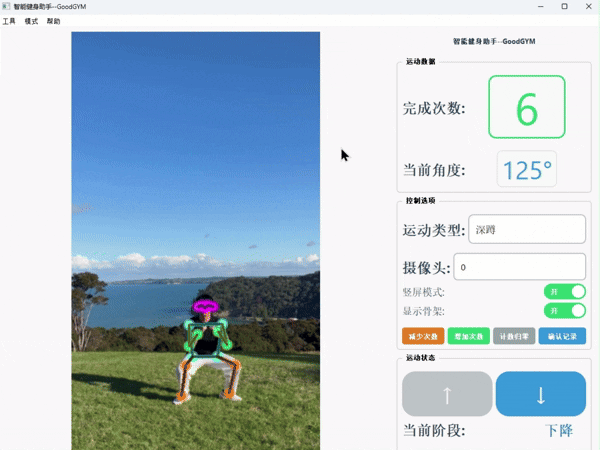 智能健身助手--GoodGYM
工具 模式 帮助
智能健身助手--GoodGYM
运动数据
完成次数: 6
当前角度: 125°
控制选项
运动类型: 深蹲
摄像头: 0
竖屏模式: 开
显示骨架: 开
减少次数 增加次数 计数归零 确认记录
运动状态
↑ ↓
当前阶段: 下降